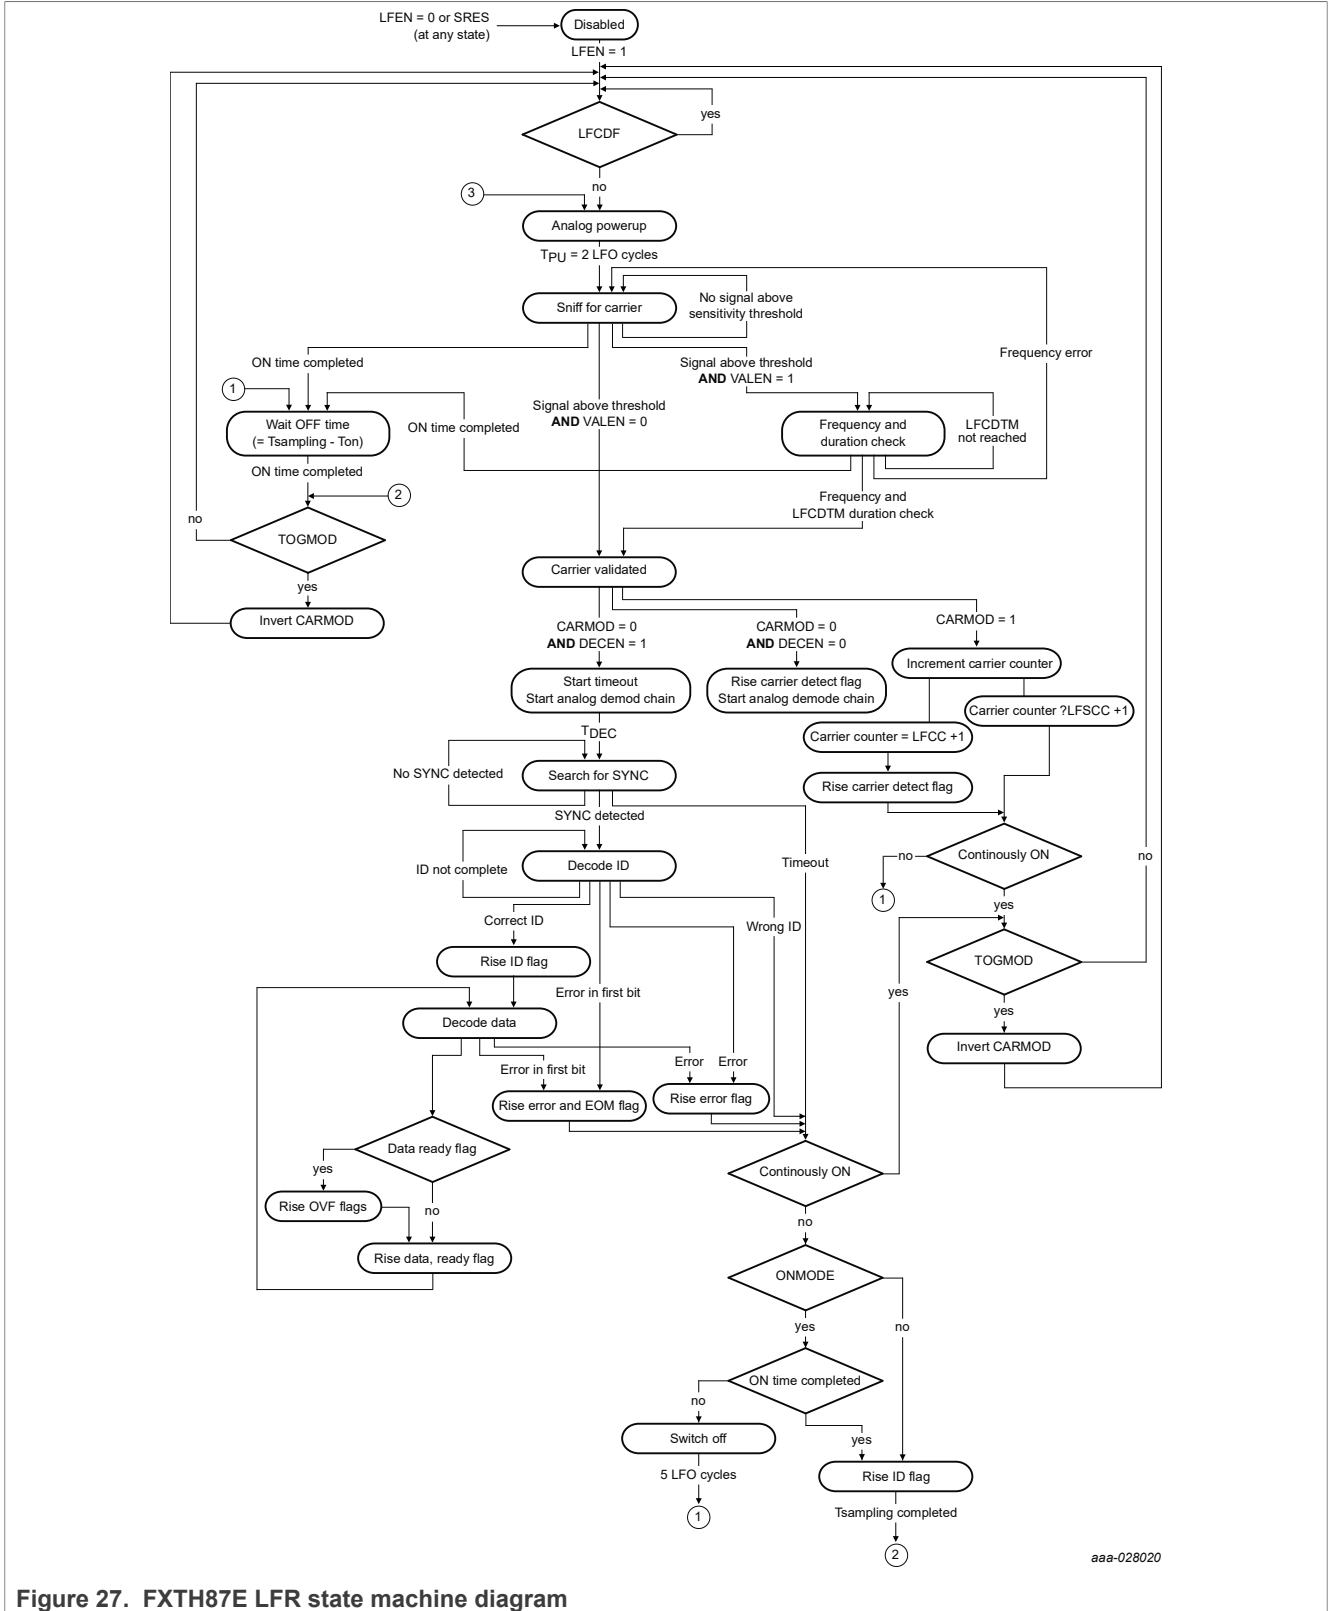 LFEN = 0 or SRES
(at any state)
Disabled
LFEN = 1
yes
LFCDF
no
3
Analog powerup
TPU = 2 LFO cycles
No signal above
sensitivity threshold
Sniff for carrier
ON time completed
Signal above threshold
AND VALEN = 1
Frequency error
1
Signal above threshold
AND VALEN = 0
Wait OFF time
(= Tsampling - Ton)
ON time completed
Frequency and
duration check
LFCDTM
not reached
ON time completed
2
Frequency and
LFCDTM duration check
no
TOGMOD
yes
Carrier validated
Invert CARMOD
CARMOD = 0
AND DECEN = 1
CARMOD = 0
AND DECEN = 0
CARMOD = 1
Increment carrier counter
Start timeout
Start analog demod chain
Rise carrier detect flag
Start analog demode chain
Carrier counter ?LFSCC +1
TDEC
Carrier counter = LFCC +1
No SYNC detected
Search for SYNC
Rise carrier detect flag
SYNC detected
ID not complete
Decode ID
Timeout
no
Continously ON
no
1
yes
Correct ID
Wrong ID
Rise ID flag
TOGMOD
Error in first bit
yes
yes
Decode data
Invert CARMOD
Error in first bit
Error
Error
Rise error and EOM flag
Rise error flag
Data ready flag
yes
Continously ON
Rise OVF flags
no
no
Rise data, ready flag
ONMODE
yes
no
ON time completed
no
Switch off
yes
5 LFO cycles
Rise ID flag
1
Tsampling completed
2
aaa-028020
Figure 27. FXTH87E LFR state machine diagram